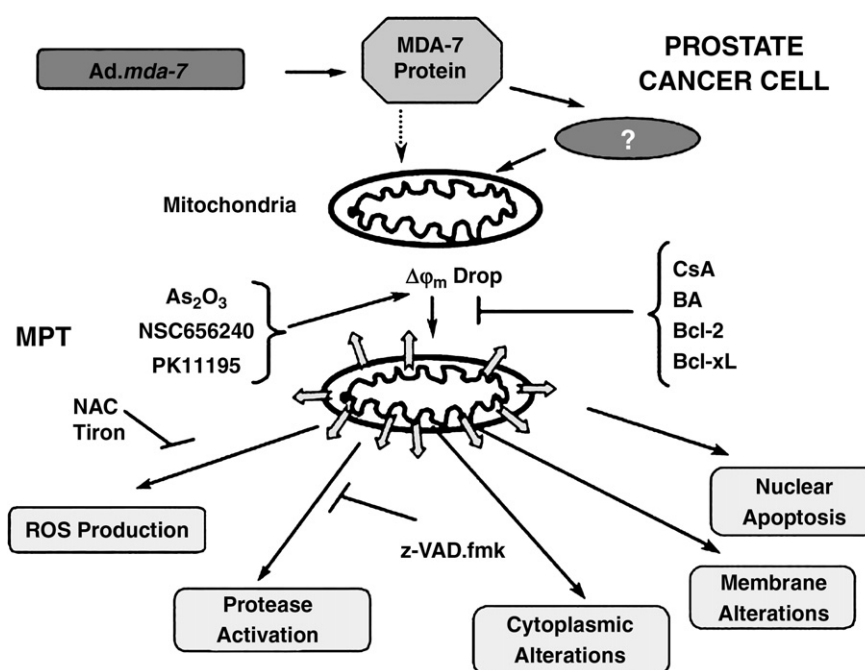 Ad.mda-7
MDA-7
Protein
PROSTATE
CANCER CELL
?
Mitochondria
Δφm Drop
As2O3
NSC656240
PK11195
MPT
CsA
BA
Bcl-2
Bcl-xL
NAC
Tiron
ROS Production
z-VAD.fmk
Protease
Activation
Cytoplasmic
Alterations
Membrane
Alterations
Nuclear
Apoptosis